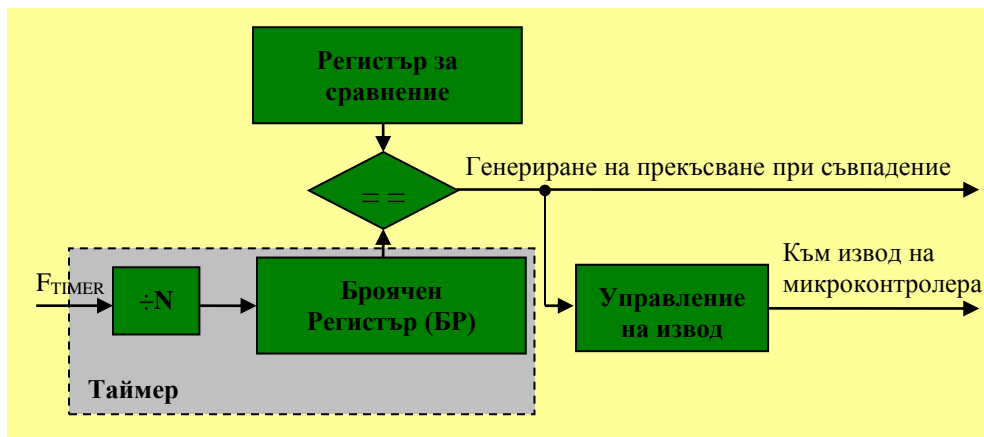 Регистър за
сравнение
Генериране на прекъсване при съвпадение
= =
Към извод на
микроконтролера
F_TIMER
÷N
Броячен
Регистър (БР)
Управление
на извод
Таймер